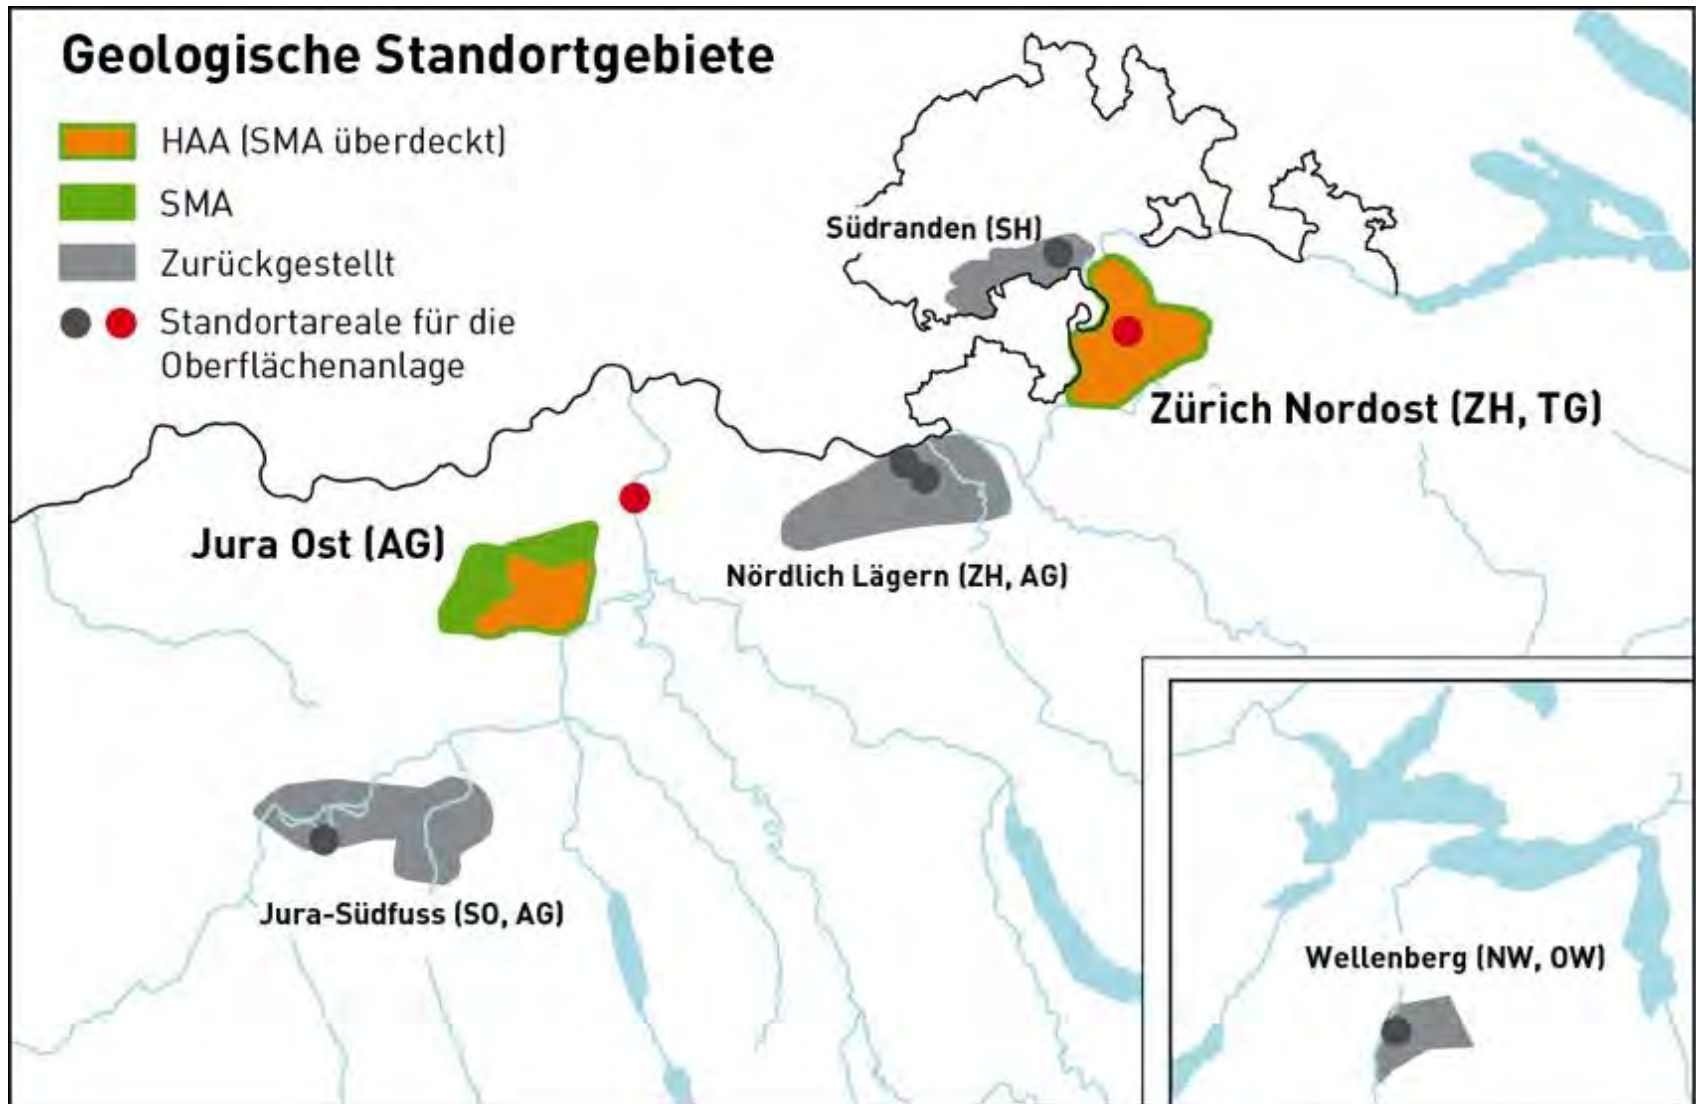 Geologische Standortgebiete
HAA (SMA überdeckt)
SMA
Zurückgestellt
Standortareale für die
Oberflächenanlage
Südranden (SH)
Zürich Nordost (ZH, TG)
Jura Ost (AG)
Nördlich Lägern (ZH, AG)
Jura-Südfuss (SO, AG)
Wellenberg (NW, OW)